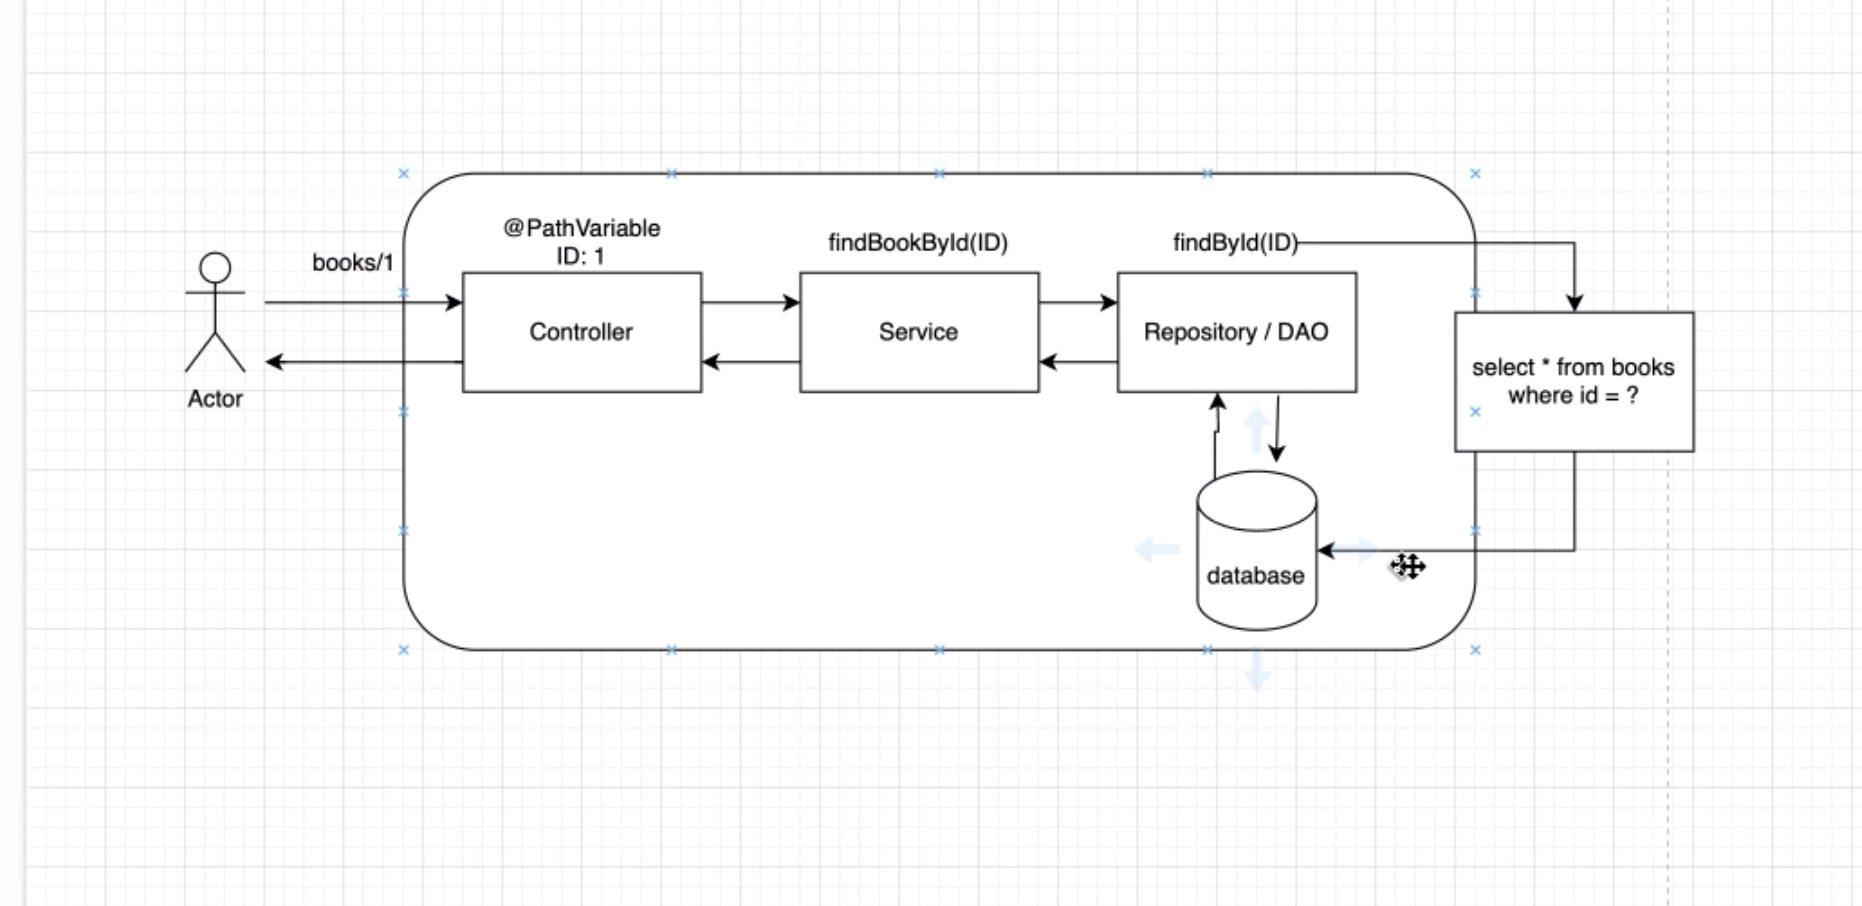 @PathVariable
ID: 1
findBookById(ID)
findById(ID)
books/1
Controller
Service
Repository / DAO
select * from books
where id = ?
Actor
database